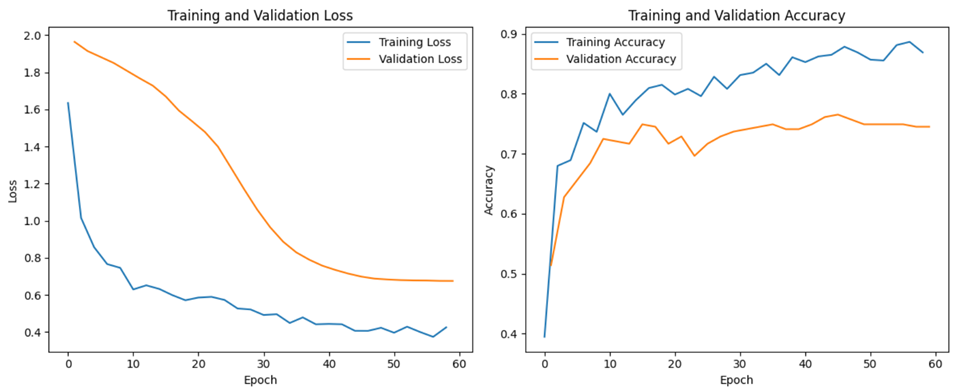 Training and Validation Loss
2.0
1.8
1.6
1.4
1.2
1.0
0.8
0.6
0.4
Loss
Training Loss
Validation Loss
0 10 20 30 40 50 60
Epoch
Training and Validation Accuracy
0.9
0.8
0.7
0.6
0.5
0.4
Accuracy
Training Accuracy
Validation Accuracy
0 10 20 30 40 50 60
Epoch